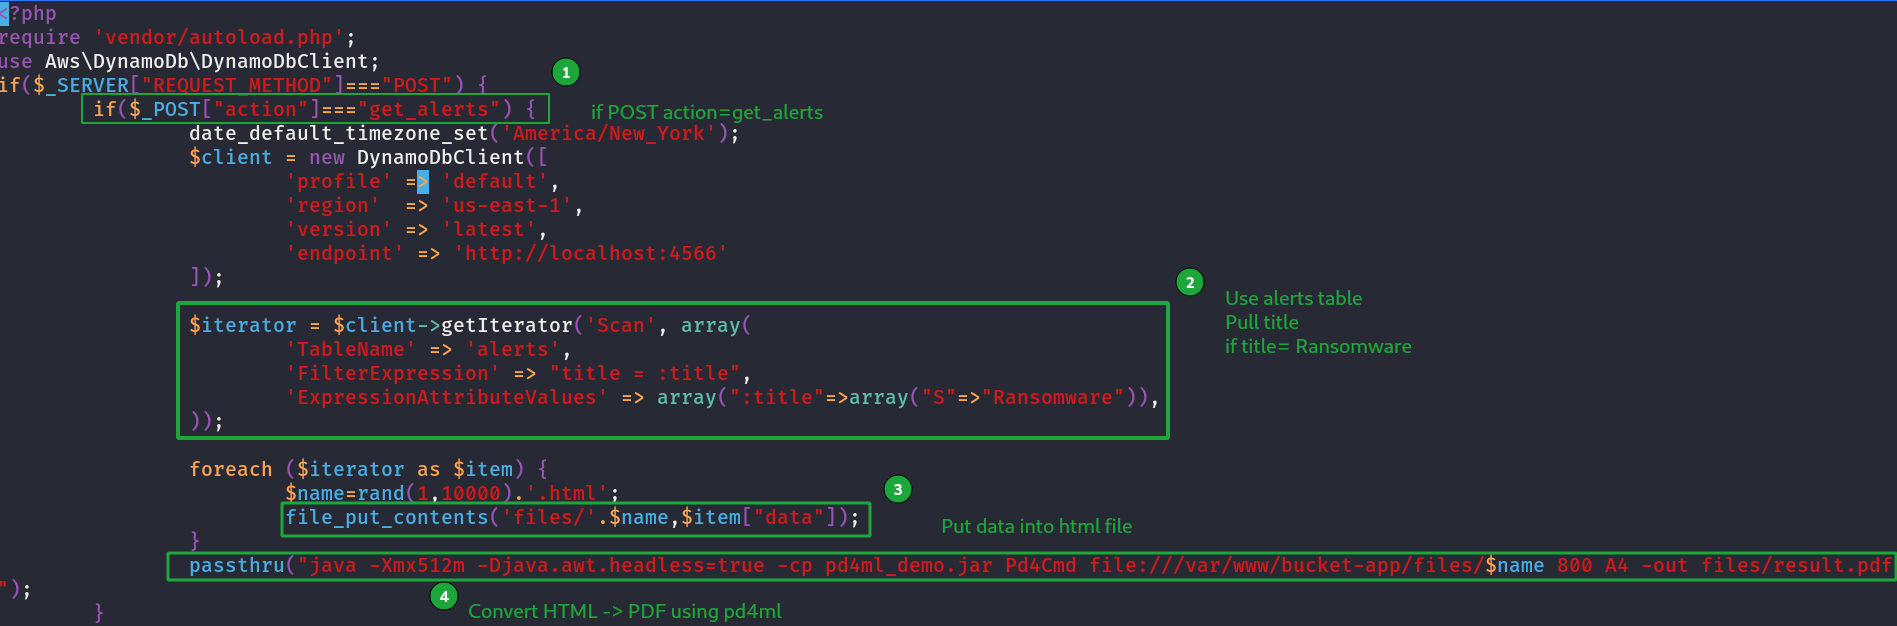 <?php
require 'vendor/autoload.php';
use Aws\DynamoDb\DynamoDbClient;
if($_SERVER["REQUEST_METHOD"]==="POST") {
1
if($_POST["action"]==="get_alerts") {
if POST action=get_alerts
date_default_timezone_set('America/New_York');
$client = new DynamoDbClient([
'profile' => 'default',
'region'  => 'us-east-1',
'version' => 'latest',
'endpoint' => 'http://localhost:4566'
]);
2
Use alerts table
Pull title
if title= Ransomware
$iterator = $client->getIterator('Scan', array(
'TableName' => 'alerts',
'FilterExpression' => "title = :title",
'ExpressionAttributeValues' => array(":title"=>array("S"=>"Ransomware")),
));
foreach ($iterator as $item) {
$name=rand(1,10000).'.html';
3
file_put_contents('files/'.$name,$item["data"]);
Put data into html file
}
passthru("java -Xmx512m -Djava.awt.headless=true -cp pd4ml_demo.jar Pd4Cmd file:///var/www/bucket-app/files/$name 800 A4 -out files/result.pdf
");
4
Convert HTML -> PDF using pd4ml
}